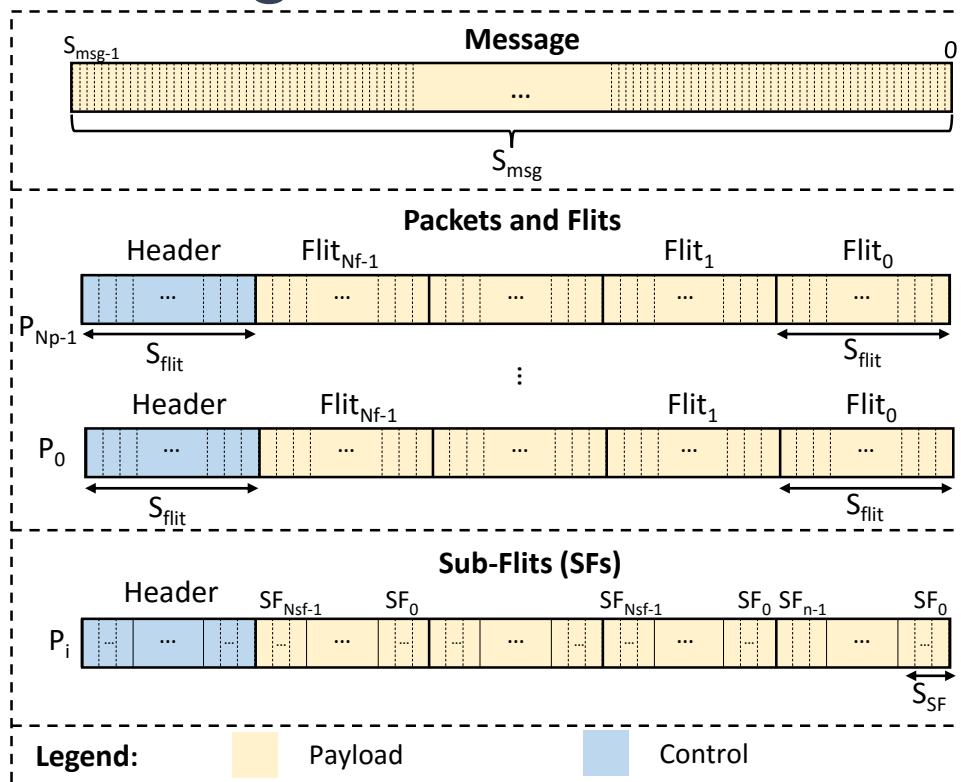 Message
S_msg-1 0
...
S_msg
Packets and Flits
Header Flit_Nf-1 Flit_1 Flit_0
P_Np-1 ... ... ... ... ...
S_flit S_flit
⋮
Header Flit_Nf-1 Flit_1 Flit_0
P_0 ... ... ... ... ...
S_flit S_flit
Sub-Flits (SFs)
Header SF_Nsf-1 SF_0 SF_Nsf-1 SF_0 SF_n-1 SF_0
P_i ... ... ... ... ... ... ... ... ... ... ... ... ...
S_SF
Legend: Payload Control